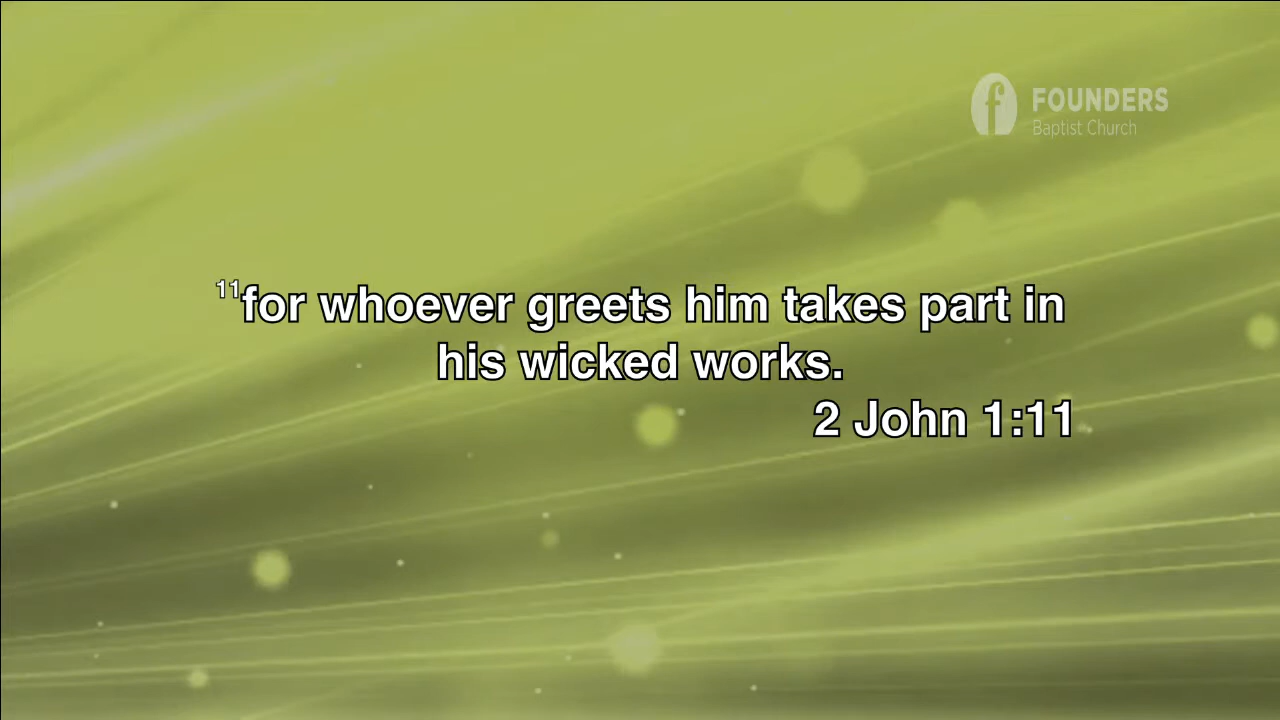 FOUNDERS
Baptist Church
11for whoever greets him takes part in
his wicked works.
2 John 1:11